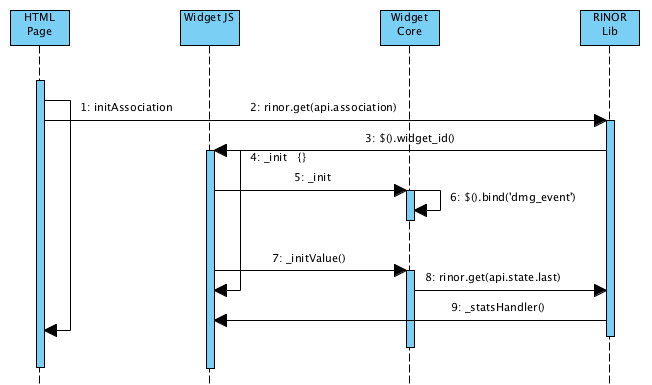 HTML
Page
Widget JS
Widget
Core
RINOR
Lib
1: initAssociation
2: rinor.get(api.association)
3: $().widget_id()
4: _init {}
5: _init
6: $().bind('dmg_event')
7: _initValue()
8: rinor.get(api.state.last)
9: _statsHandler()